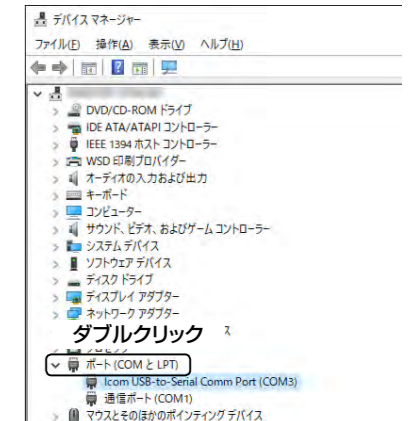 デバイス マネージャー
ファイル(F) 操作(A) 表示(V) ヘルプ(H)
DVD/CD-ROM ドライブ
IDE ATA/ATAPI コントローラー
IEEE 1394 ホスト コントローラー
WSD 印刷プロバイダー
オーディオの入力および出力
キーボード
コンピューター
サウンド、ビデオ、およびゲーム コントローラー
システム デバイス
ソフトウェア デバイス
ディスク ドライブ
ディスプレイ アダプター
ネットワーク アダプター
ダブルクリック
ポート (COM と LPT)
Icom USB-to-Serial Comm Port (COM3)
通信ポート (COM1)
マウスとそのほかのポインティング デバイス